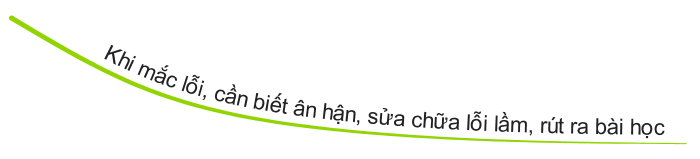 Khi mắc lỗi, cần biết ân hận, sửa chữa lỗi lầm, rút ra bài học